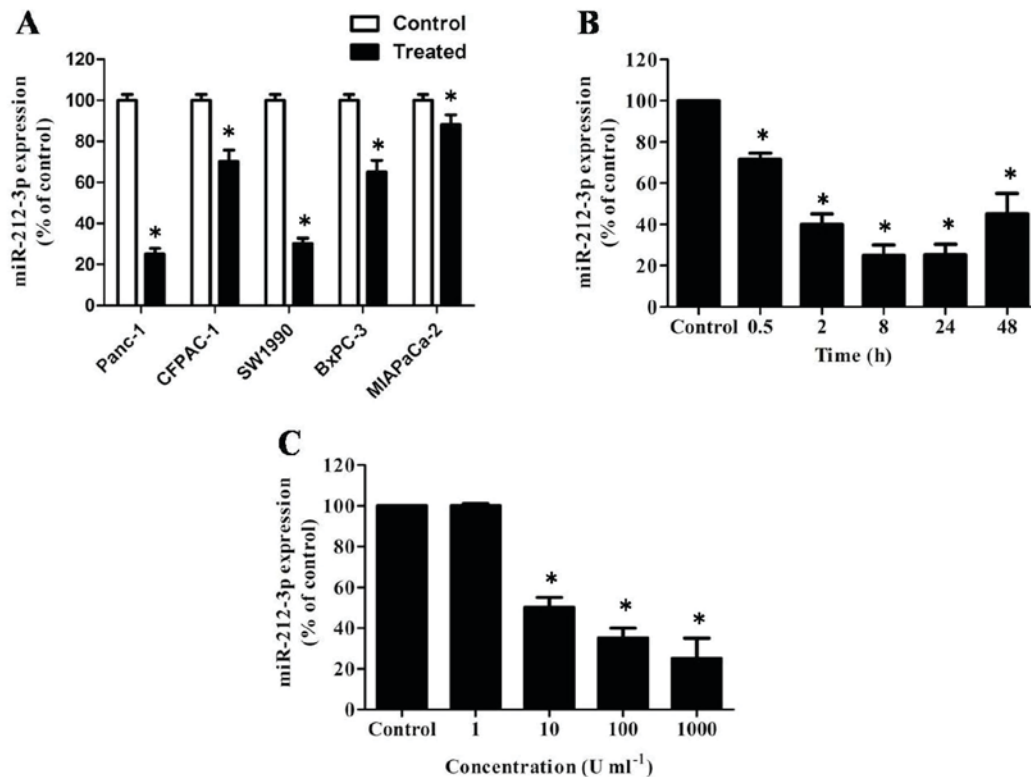 A
Control
Treated
miR-212-3p expression
(% of control)
120
100
80
60
40
20
0
*
*
*
*
*
Panc-1
CFPAC-1
SW1990
BxPC-3
MIAPaCa-2
B
miR-212-3p expression
(% of control)
120
100
80
60
40
20
0
*
*
*
*
*
Control 0.5 2 8 24 48
Time (h)
C
miR-212-3p expression
(% of control)
120
100
80
60
40
20
0
*
*
*
Control 1 10 100 1000
Concentration (U ml⁻¹)